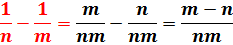 1/n − 1/m = m/nm − n/nm = (m − n)/nm